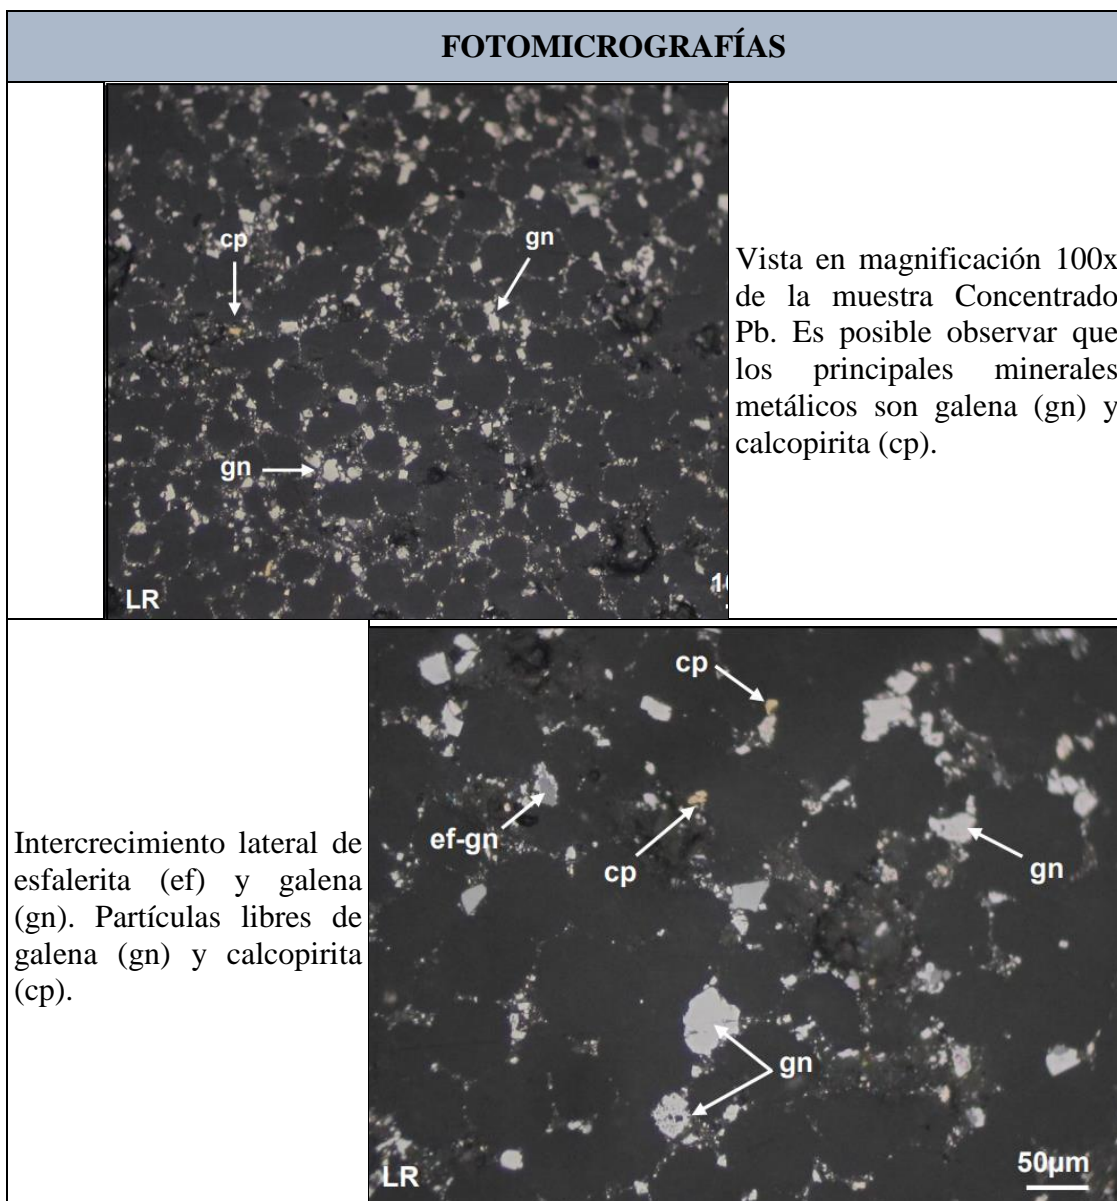 FOTOMICROGRAFÍAS
cp
gn
gn
LR
Vista en magnificación 100x
de la muestra Concentrado
Pb. Es posible observar que
los principales minerales
metálicos son galena (gn) y
calcopirita (cp).
Intercrecimiento lateral de
esfalerita (ef) y galena
(gn). Partículas libres de
galena (gn) y calcopirita
(cp).
cp
ef-gn
cp
gn
gn
LR
50µm